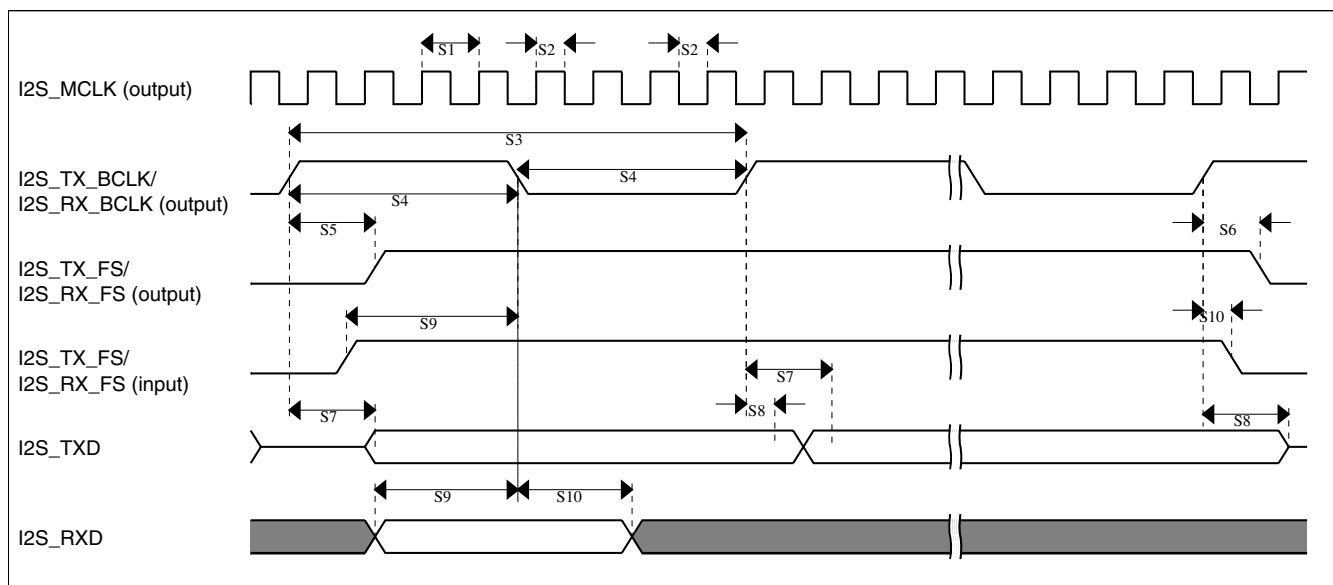 S1
S2
S2
I2S_MCLK (output)
S3
I2S_TX_BCLK/
I2S_RX_BCLK (output)
S4
S4
S5
S6
I2S_TX_FS/
I2S_RX_FS (output)
S9
S10
I2S_TX_FS/
I2S_RX_FS (input)
S7
S7
S8
S8
I2S_TXD
S9
S10
I2S_RXD